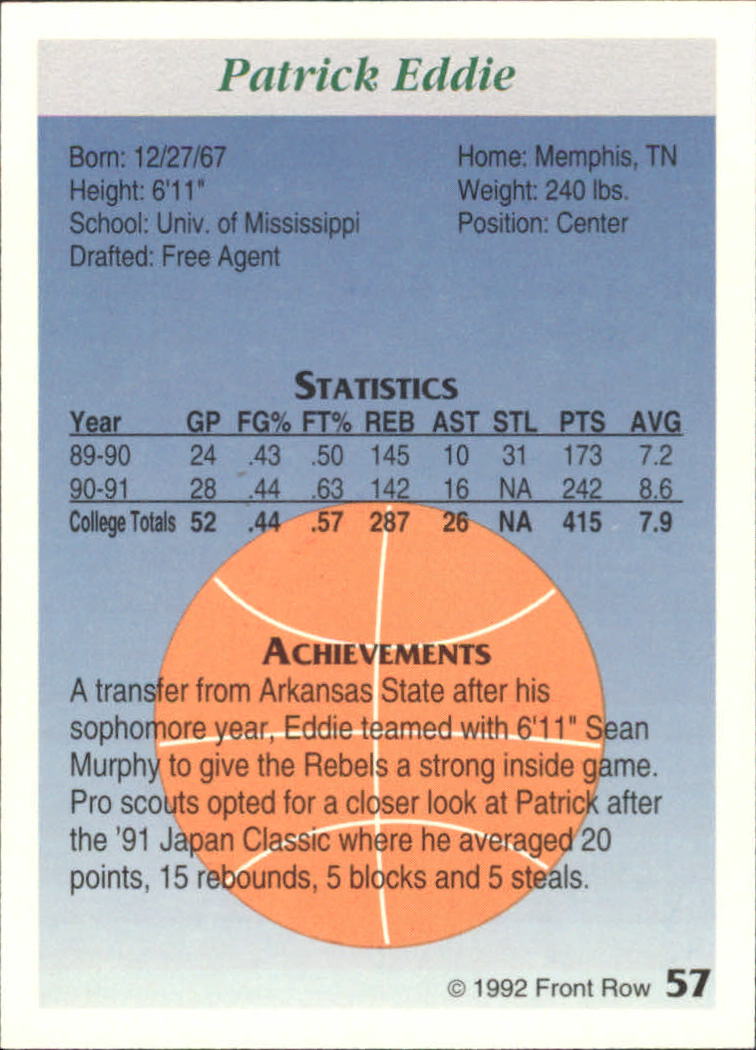 Patrick Eddie
Born: 12/27/67 Home: Memphis, TN
Height: 6'11" Weight: 240 lbs.
School: Univ. of Mississippi Position: Center
Drafted: Free Agent
STATISTICS
Year GP FG% FT% REB AST STL PTS AVG
89-90 24 .43 .50 145 10 31 173 7.2
90-91 28 .44 .63 142 16 NA 242 8.6
College Totals 52 .44 .57 287 26 NA 415 7.9
ACHIEVEMENTS
A transfer from Arkansas State after his
sophomore year, Eddie teamed with 6'11" Sean
Murphy to give the Rebels a strong inside game.
Pro scouts opted for a closer look at Patrick after
the '91 Japan Classic where he averaged 20
points, 15 rebounds, 5 blocks and 5 steals.
© 1992 Front Row 57